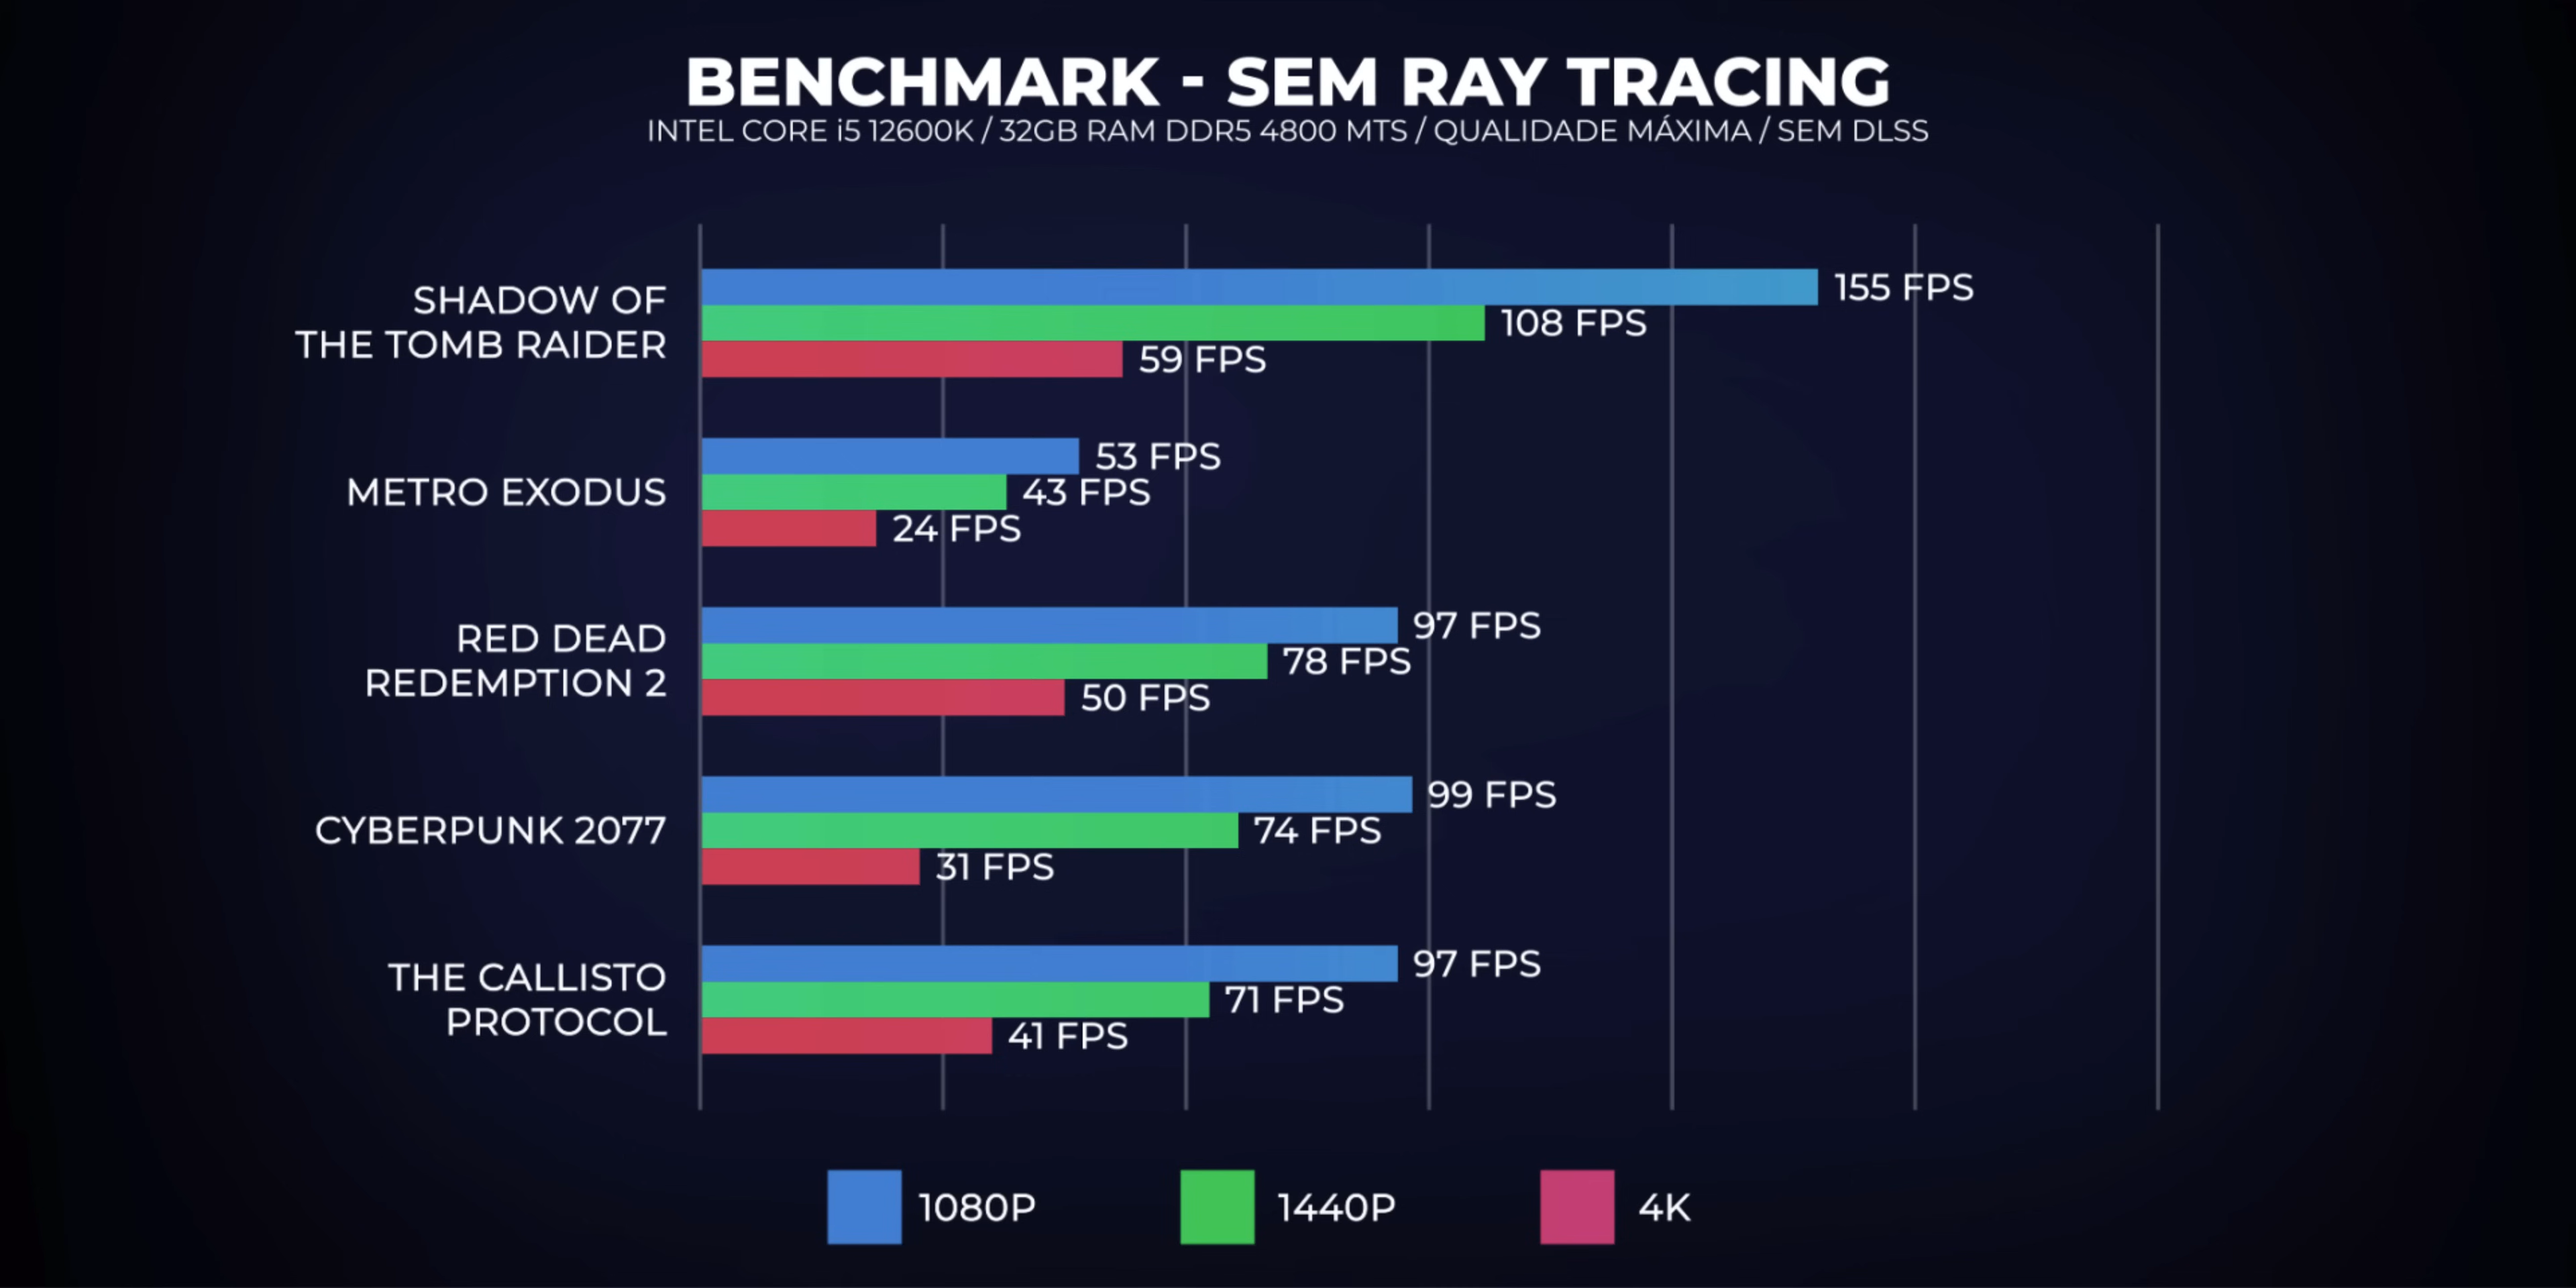 BENCHMARK - SEM RAY TRACING
INTEL CORE i5 12600K / 32GB RAM DDR5 4800 MTS / QUALIDADE MÁXIMA / SEM DLSS
SHADOW OF
THE TOMB RAIDER
155 FPS
108 FPS
59 FPS
METRO EXODUS
53 FPS
43 FPS
24 FPS
RED DEAD
REDEMPTION 2
97 FPS
78 FPS
50 FPS
CYBERPUNK 2077
99 FPS
74 FPS
31 FPS
THE CALLISTO
PROTOCOL
97 FPS
71 FPS
41 FPS
1080P
1440P
4K